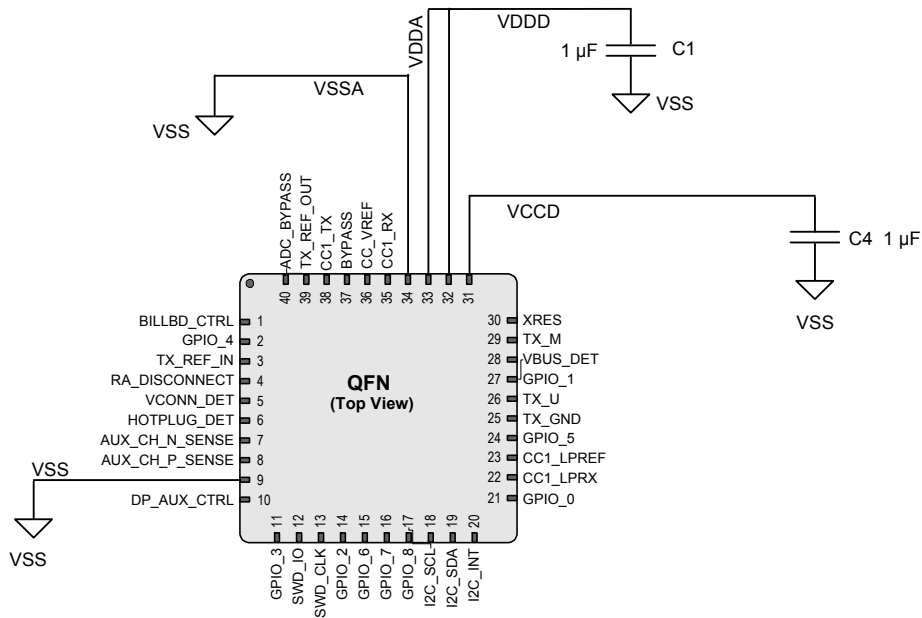 VDDA
VDDD
1 µF
C1
VSS
VSSA
VSS
VCCD
C4 1 µF
VSS
ADC_BYPASS
TX_REF_OUT
CC1_TX
BYPASS
CC_VREF
CC1_RX
40
39
38
37
36
35
34
33
32
31
BILLBD_CTRL 1
GPIO_4 2
TX_REF_IN 3
RA_DISCONNECT 4
VCONN_DET 5
HOTPLUG_DET 6
AUX_CH_N_SENSE 7
AUX_CH_P_SENSE 8
VSS 9
DP_AUX_CTRL 10
VSS
QFN
(Top View)
30 XRES
29 TX_M
28 VBUS_DET
27 GPIO_1
26 TX_U
25 TX_GND
24 GPIO_5
23 CC1_LPREF
22 CC1_LPRX
21 GPIO_0
11
12
13
14
15
16
17
18
19
20
GPIO_3
SWD_IO
SWD_CLK
GPIO_2
GPIO_6
GPIO_7
GPIO_8
I2C_SCL
I2C_SDA
I2C_INT